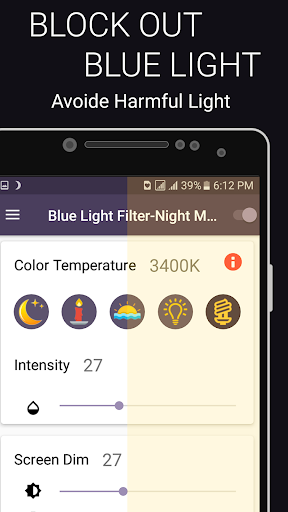 BLOCK OUT
BLUE LIGHT
Avoide Harmful Light
39% 6:12 PM
Blue Light Filter-Night M...
Color Temperature 3400K
Intensity 27
Screen Dim 27